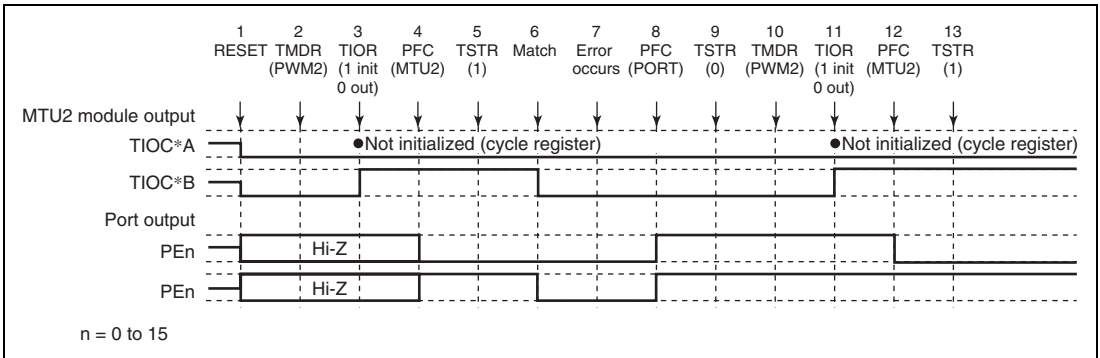 1 2 3 4 5 6 7 8 9 10 11 12 13
RESET TMDR TIOR PFC TSTR Match Error PFC TSTR TMDR TIOR PFC TSTR
(PWM2) (1 init (MTU2) (1) occurs (PORT) (0) (PWM2) (1 init (MTU2) (1)
0 out) 0 out)
MTU2 module output
TIOC*A ●Not initialized (cycle register) ●Not initialized (cycle register)
TIOC*B
Port output
PEn Hi-Z
PEn Hi-Z
n = 0 to 15